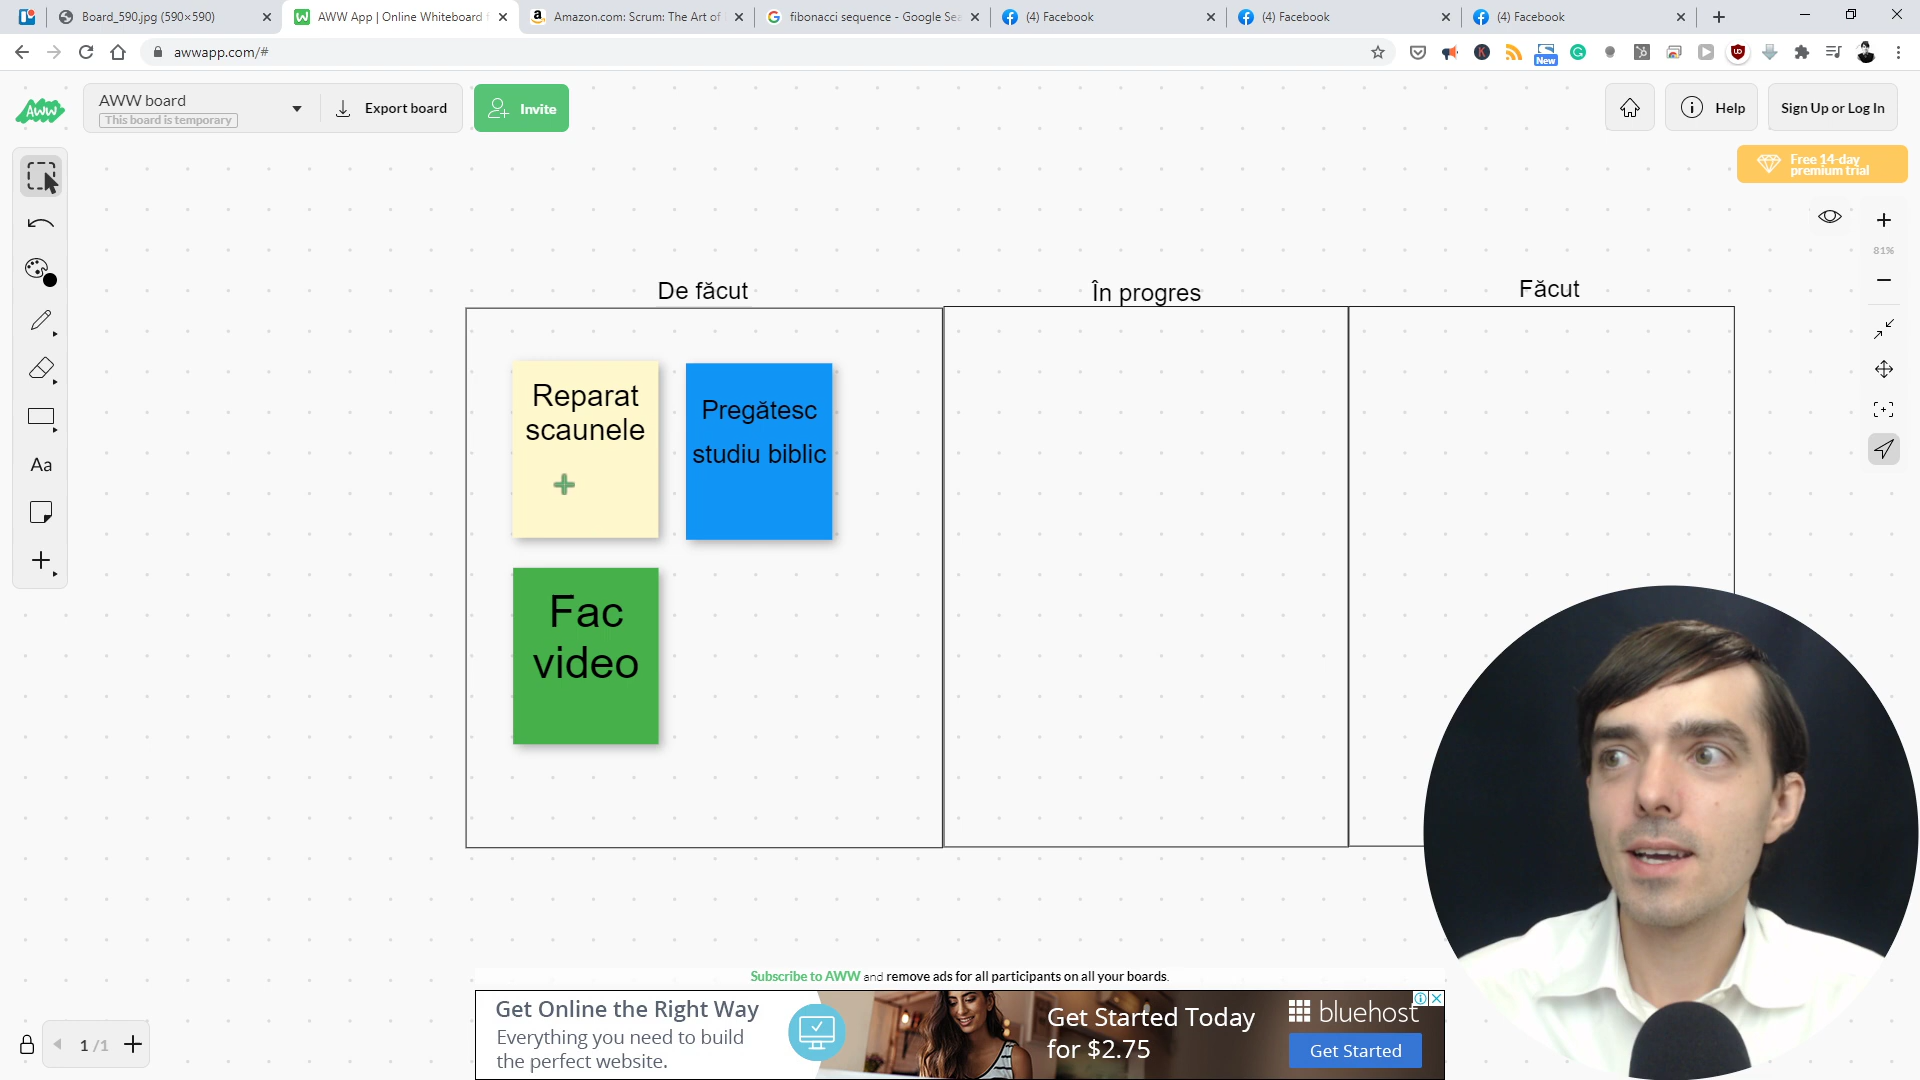 Board_590.jpg (590×590)
AWW App | Online Whiteboard f
Amazon.com: Scrum: The Art of
fibonacci sequence - Google Sea
(4) Facebook
(4) Facebook
(4) Facebook
awwapp.com/#
New
AWW
AWW board
This board is temporary
Export board
Invite
Help
Sign Up or Log In
Free 14-day
premium trial
81%
De făcut
În progres
Făcut
Reparat
scaunele
Pregătesc
studiu biblic
Fac
video
Aa
Subscribe to AWW and remove ads for all participants on all your boards.
Get Online the Right Way
Everything you need to build
the perfect website.
Get Started Today
for $2.75
bluehost
Get Started
1 /1